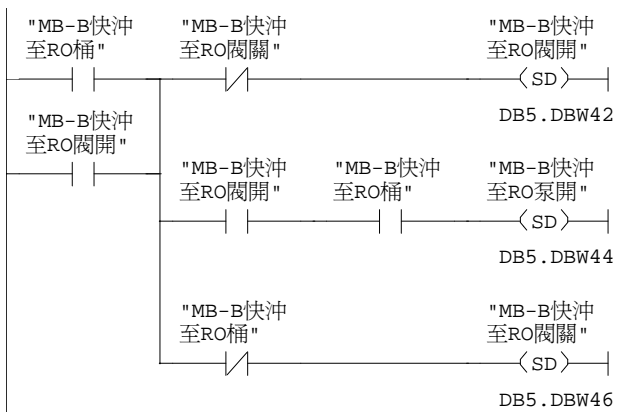 "MB-B快沖
至RO桶"
"MB-B快沖
至RO閥關"
"MB-B快沖
至RO閥開"
SD
DB5.DBW42
"MB-B快沖
至RO閥開"
"MB-B快沖
至RO閥開"
"MB-B快沖
至RO桶"
"MB-B快沖
至RO泵開"
SD
DB5.DBW44
"MB-B快沖
至RO桶"
"MB-B快沖
至RO閥關"
SD
DB5.DBW46